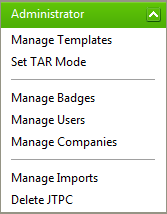 Administrator
Manage Templates
Set TAR Mode
Manage Badges
Manage Users
Manage Companies
Manage Imports
Delete JTPC